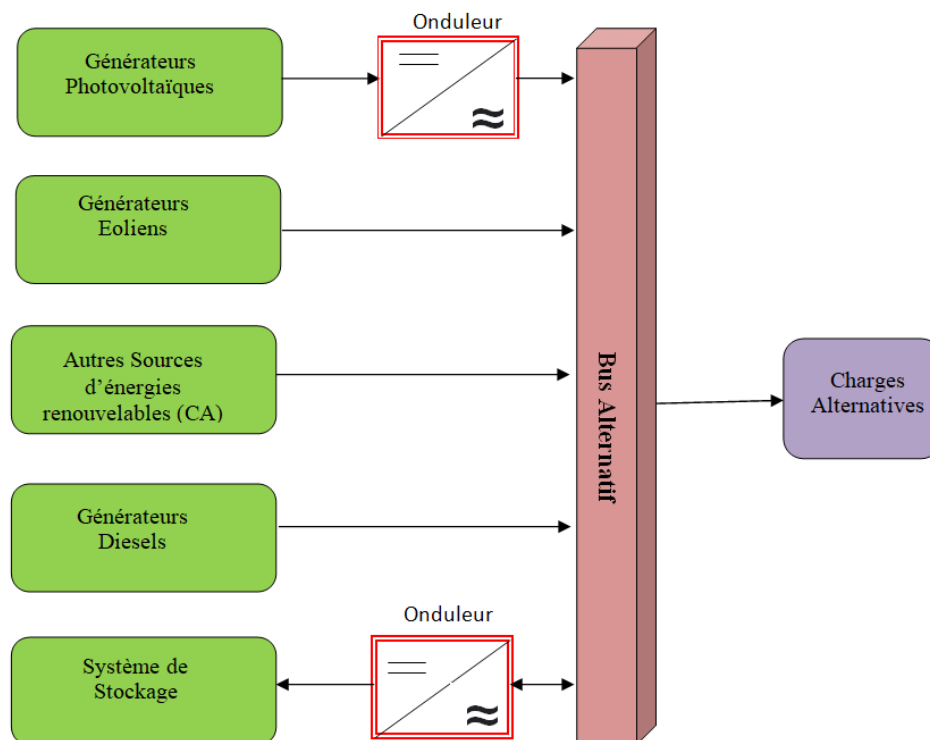 Onduleur
Générateurs
Photovoltaïques
Générateurs
Eoliens
Autres Sources
d’énergies
renouvelables (CA)
Bus Alternatif
Charges
Alternatives
Générateurs
Diesels
Onduleur
Système de
Stockage